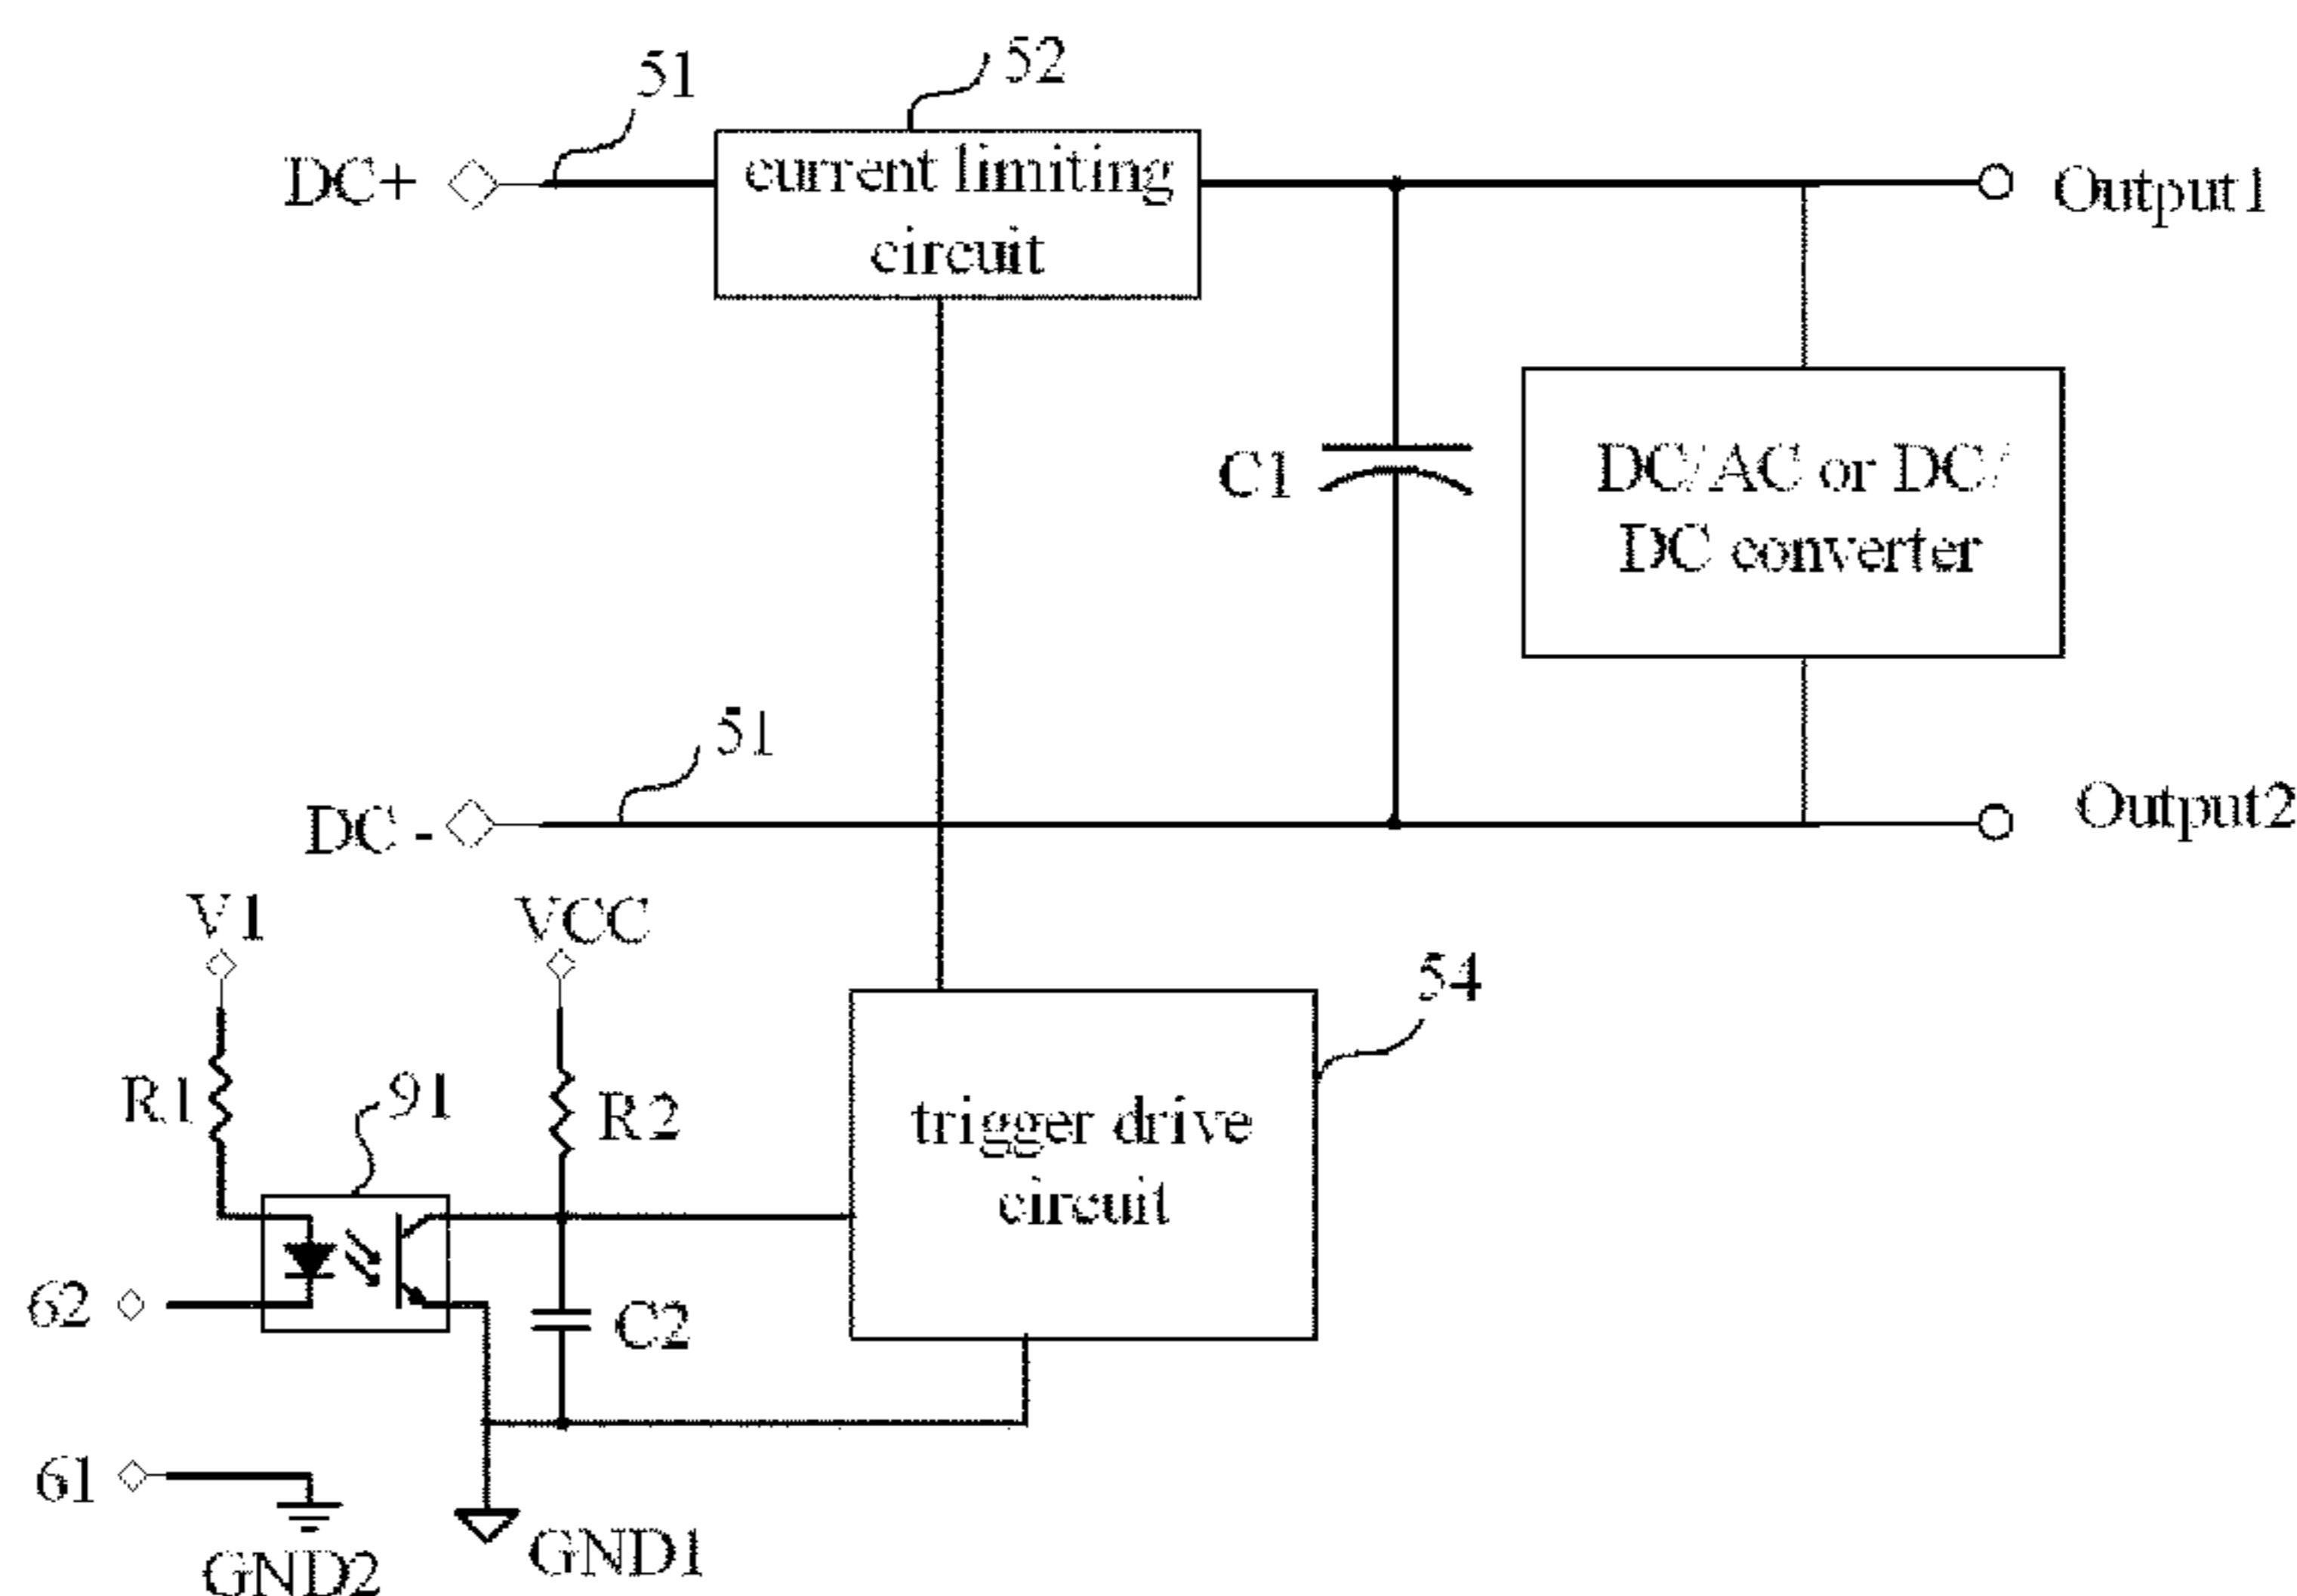 52
51
DC+
current limiting
circuit
Output1
C1
DC/AC or DC/
DC converter
51
DC -
Output2
V1
VCC
54
R1
91
R2
trigger drive
circuit
62
C2
61
GND2
GND1